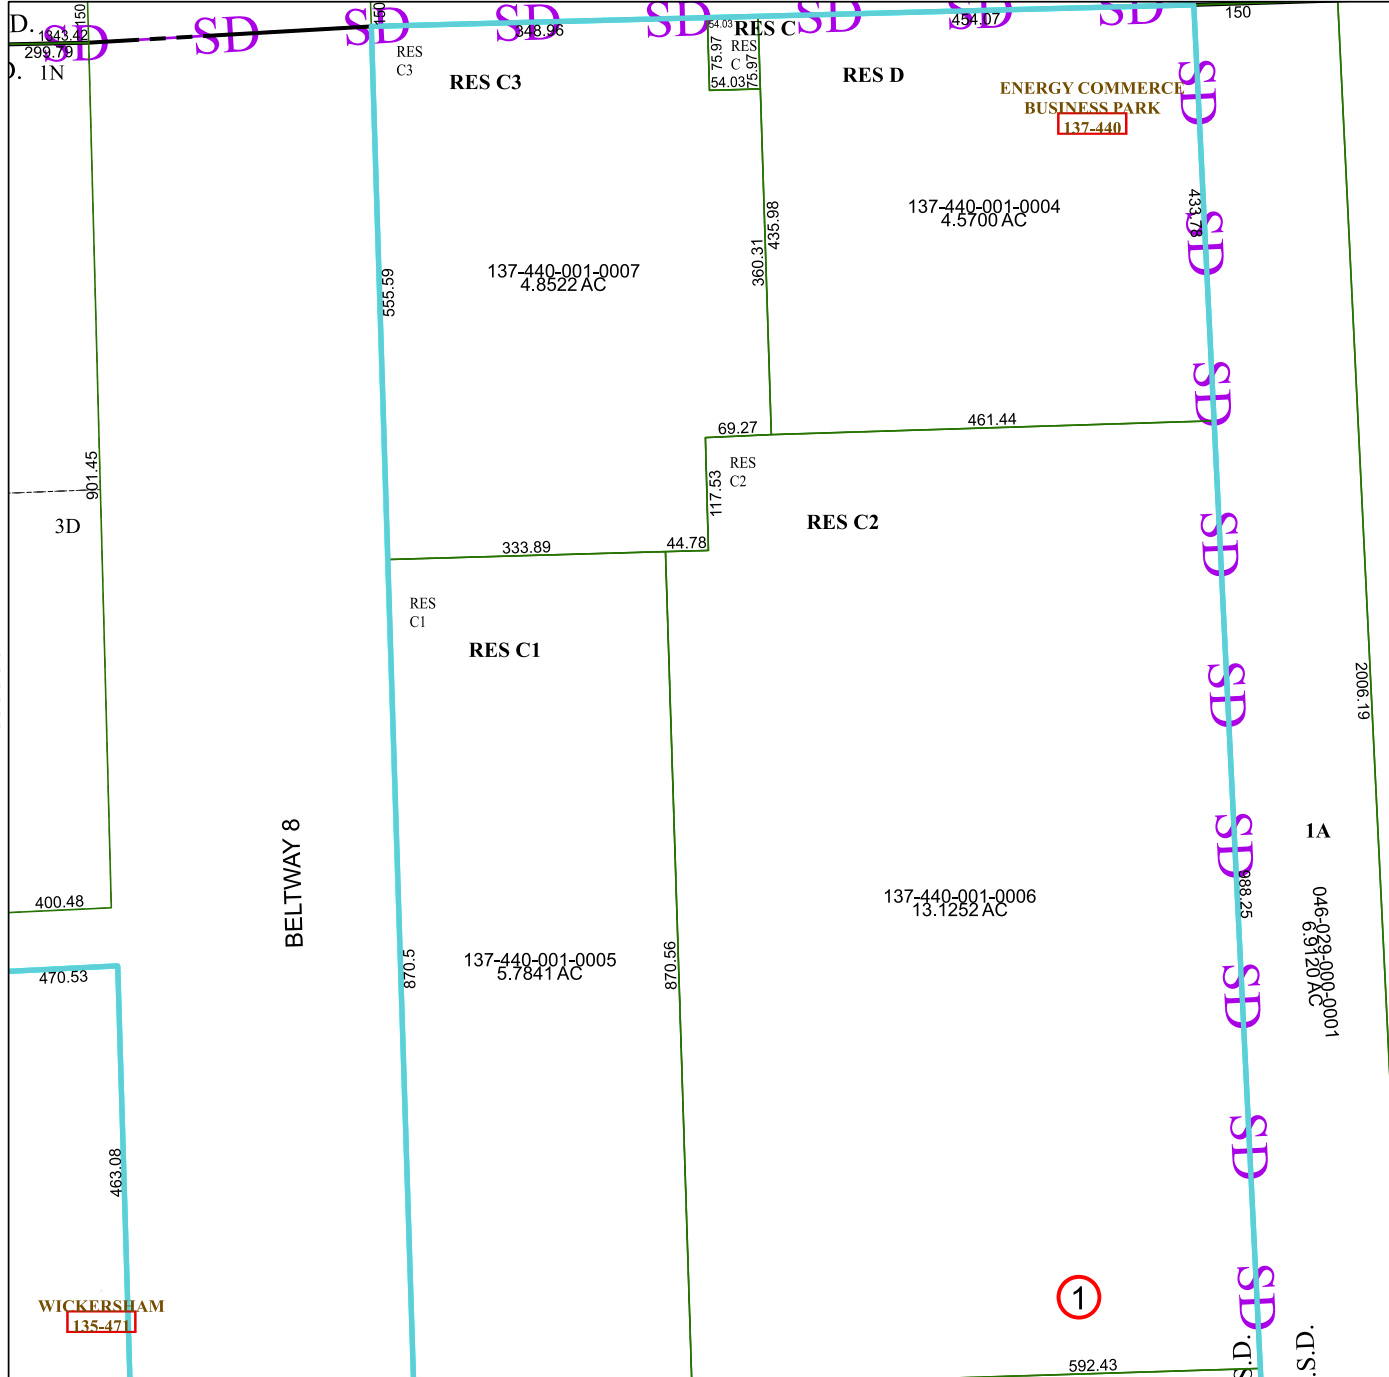 D.
1343.42
299.79
D.
1N
150
150
SD
SD
SD
SD
SD
SD
SD
SD
348.96
54.03
454.07
150
RES
C3
RES C3
RES C
RES
C
75.97
75.97
54.03
RES D
ENERGY COMMERCE
BUSINESS PARK
137-440
SD
433.78
SD
137-440-001-0004
4.5700 AC
137-440-001-0007
4.8522 AC
555.59
360.31
435.98
SD
69.27
461.44
901.45
RES
C2
117.53
RES C2
3D
333.89
44.78
SD
RES
C1
RES C1
SD
2006.19
BELTWAY 8
SD
1A
988.25
137-440-001-0006
13.1252 AC
046-029-000-0001
6.9120 AC
400.48
470.53
870.5
137-440-001-0005
5.7841 AC
870.56
SD
SD
463.08
SD
WICKERSHAM
135-471
1
592.43
S.D.
T.S.D.